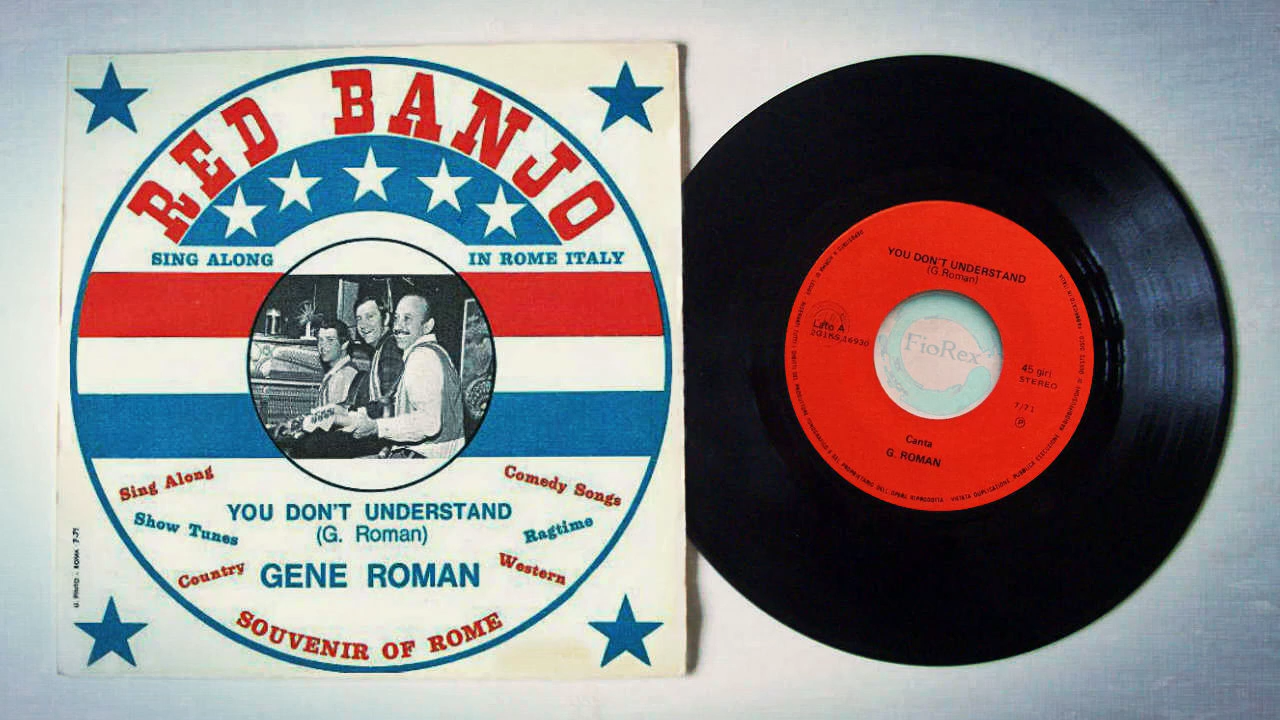 RED BANJO
SING ALONG
IN ROME ITALY
Sing Along
Comedy Songs
Show Tunes
YOU DON'T UNDERSTAND
Ragtime
(G. Roman)
Country
GENE ROMAN
Western
SOUVENIR OF ROME
ROMA 7-71
YOU DON'T UNDERSTAND
(G. Roman)
Lato A
45 giri
STEREO
7/71
℗
Canta
G. ROMAN
FioRex